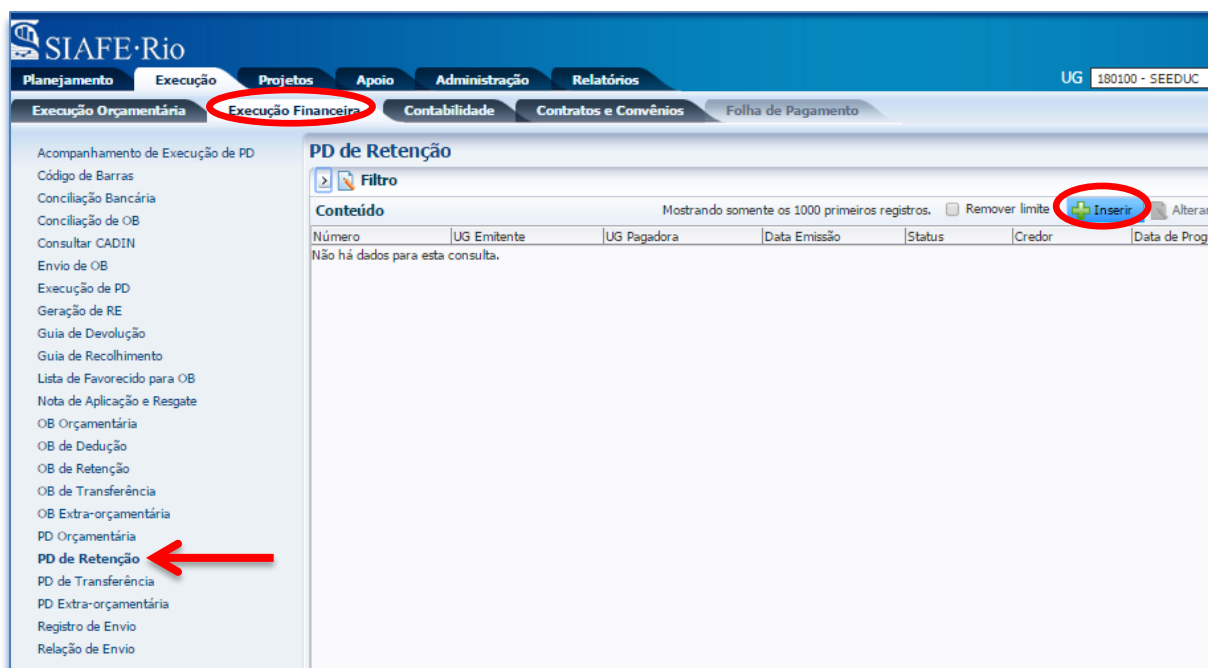 SIAFE·Rio
Planejamento Execução Projetos Apoio Administração Relatórios UG 180100 - SEEDUC
Execução Orçamentária Execução Financeira Contabilidade Contratos e Convênios Folha de Pagamento
Acompanhamento de Execução de PD
Código de Barras
Conciliação Bancária
Conciliação de OB
Consultar CADIN
Envio de OB
Execução de PD
Geração de RE
Guia de Devolução
Guia de Recolhimento
Lista de Favorecido para OB
Nota de Aplicação e Resgate
OB Orçamentária
OB de Dedução
OB de Retenção
OB de Transferência
OB Extra-orçamentária
PD Orçamentária
PD de Retenção
PD de Transferência
PD Extra-orçamentária
Registro de Envio
Relação de Envio
PD de Retenção
Filtro
Conteúdo Mostrando somente os 1000 primeiros registros. Remover limite Inserir Alterar
Número UG Emitente UG Pagadora Data Emissão Status Credor Data de Prog
Não há dados para esta consulta.